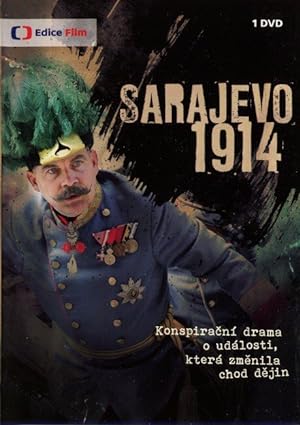 Edice Film
1 DVD
SARAJEVO
1914
Konspirační drama
o události,
která změnila
chod dějin